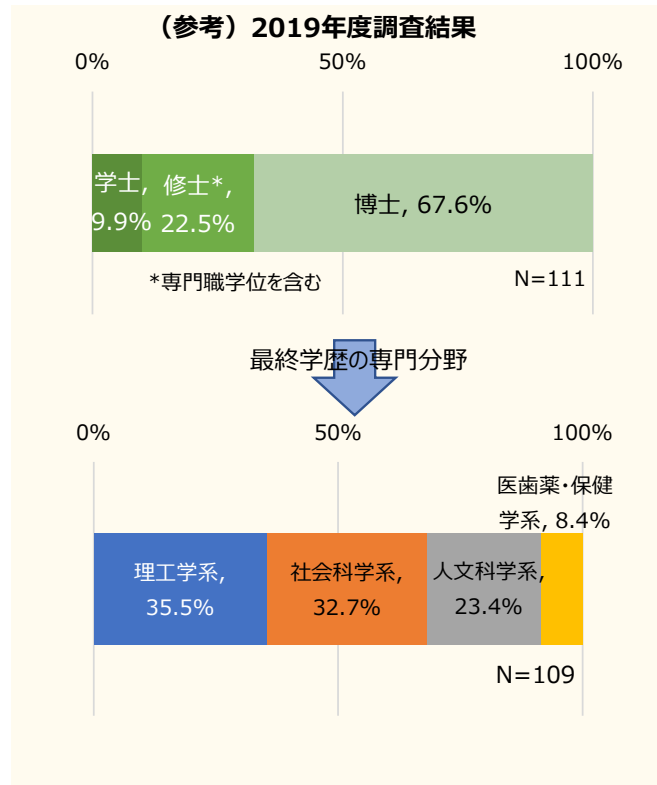 （参考）2019年度調査結果
0% 50% 100%
学士, 修士*,
9.9% 22.5%
博士, 67.6%
*専門職学位を含む
N=111
最終学歴の専門分野
0% 50% 100%
医歯薬・保健
学系, 8.4%
理工学系, 社会科学系, 人文科学系,
35.5% 32.7% 23.4%
N=109